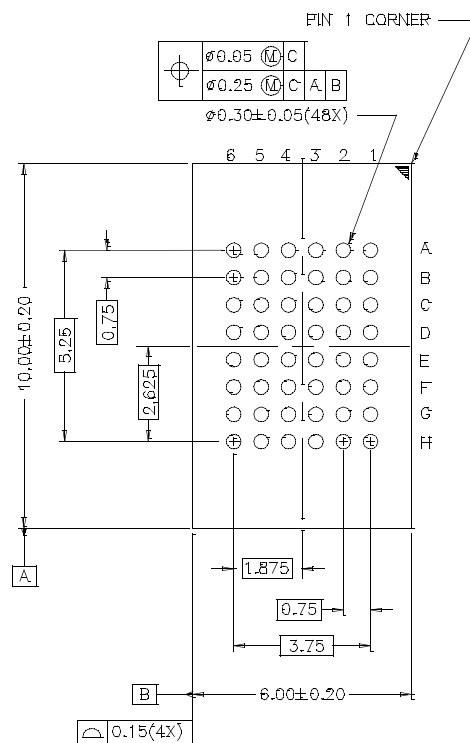 PIN 1 CORNER
⌀0.05 Ⓜ C
⌀0.25 Ⓜ C A B
⌀0.30±0.05(48X)
6 5 4 3 2 1
A
B
C
D
E
F
G
H
10.00±0.20
5.25
0.75
2.625
A
1.875
0.75
3.75
B
6.00±0.20
0.15(4X)